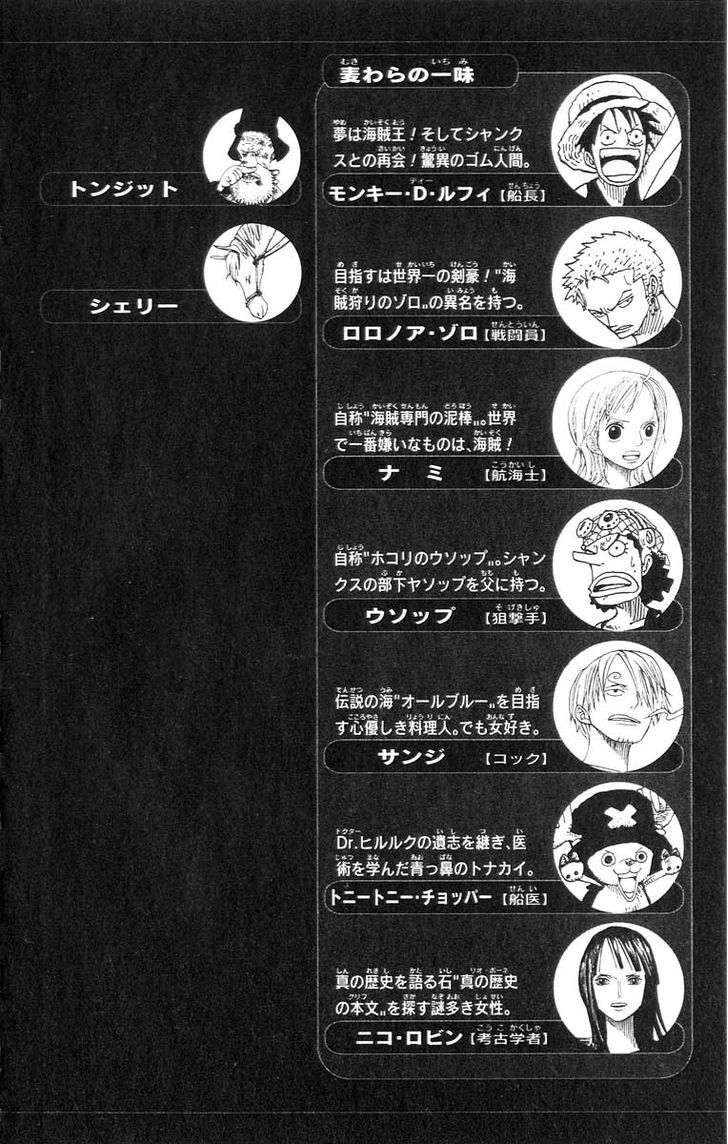 麦わらの一味
夢は海賊王！そしてシャンク
スとの再会！驚異のゴム人間。
モンキー・D・ルフィ【船長】
目指すは世界一の剣豪！"海
賊狩りのゾロ"の異名を持つ。
ロロノア・ゾロ【戦闘員】
自称"海賊専門の泥棒"。世界
で一番嫌いなものは、海賊！
ナミ【航海士】
自称"ホコリのウソップ"。シャン
クスの部下ヤソップを父に持つ。
ウソップ【狙撃手】
伝説の海"オールブルー"を目指
す心優しき料理人。でも女好き。
サンジ【コック】
Dr.ヒルルクの遺志を継ぎ、医
術を学んだ青っ鼻のトナカイ。
トニートニー・チョッパー【船医】
真の歴史を語る石"真の歴史
の本文"を探す謎多き女性。
ニコ・ロビン【考古学者】
トンジット
シェリー